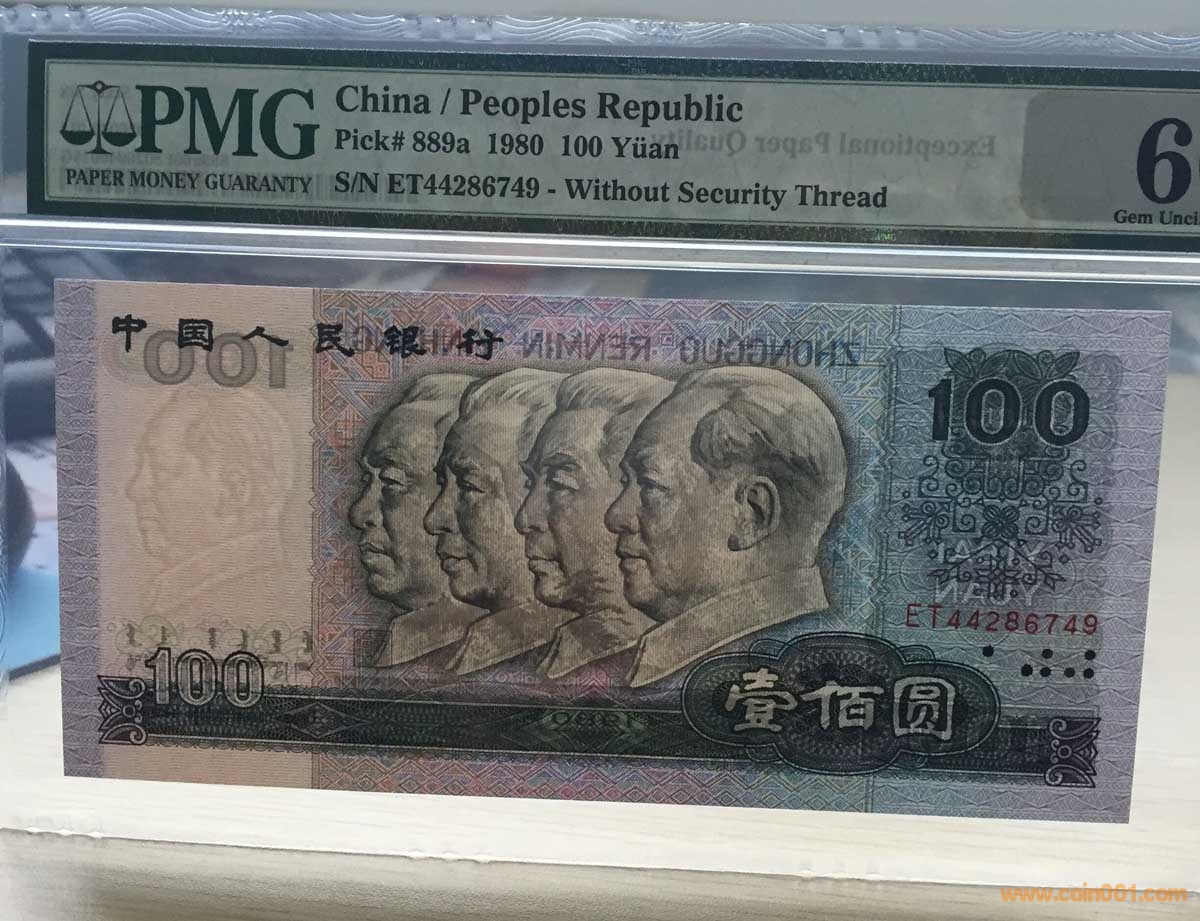 PMG
PAPER MONEY GUARANTY
China / Peoples Republic
Pick# 889a 1980 100 Yüan
S/N ET44286749 - Without Security Thread
Exceptional Paper Quality
6
Gem Unci
中国人民银行
100
ZHONGGUO RENMIN
100
ET44286749
100
壹佰圆
www.coin001.com